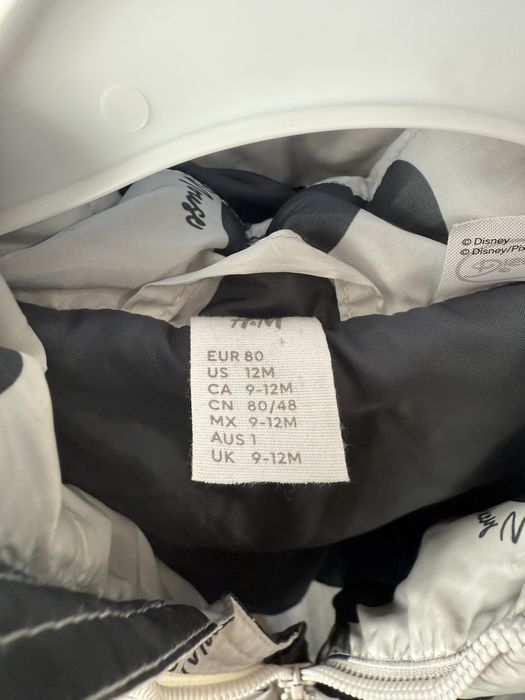 Mouse
© Disney
© Disney/Pix
H&M
EUR 80
US 12M
CA 9-12M
CN 80/48
MX 9-12M
AUS 1
UK 9-12M